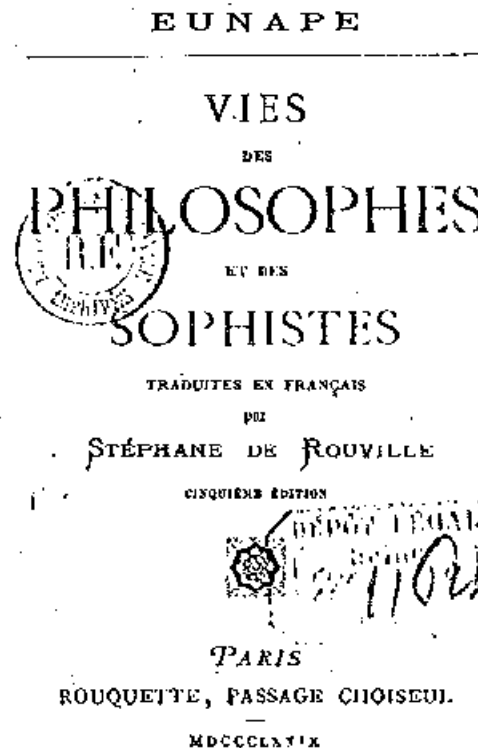 EUNAPE
VIES
DES
PHILOSOPHES
ET DES
SOPHISTES
TRADUITES EN FRANÇAIS
par
STÉPHANE DE ROUVILLE
CINQUIÈME ÉDITION
R.F.
DÉPÔT LÉGAL
PARIS
ROUQUETTE, PASSAGE CHOISEUL